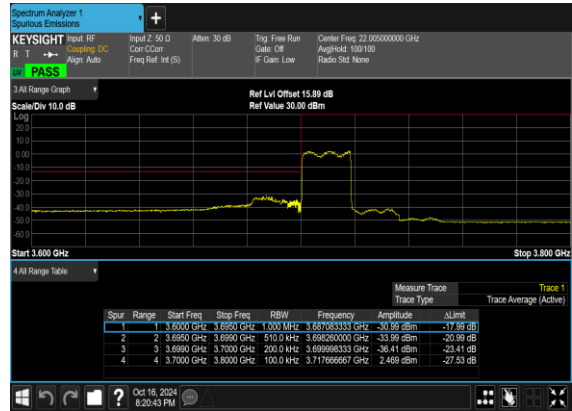 Spectrum Analyzer 1
Spurious Emissions
+
KEYSIGHT Input: RF Input Z: 50 Ω Atten: 30 dB Trig: Free Run Center Freq: 22.005000000 GHz
R T Coupling: DC Corr CCorr Gate: Off Avg|Hold: 100/100
Align: Auto Freq Ref: Int (S) IF Gain: Low Radio Std: None
PASS
3 All Range Graph
Ref Lvl Offset 15.89 dB
Scale/Div 10.0 dB Ref Value 30.00 dBm
Log
20.0
10.0
0.00
-10.0
-20.0
-30.0
-40.0
-50.0
-60.0
Start 3.600 GHz Stop 3.800 GHz
4 All Range Table
Measure Trace Trace 1
Trace Type Trace Average (Active)
Spur Range Start Freq Stop Freq RBW Frequency Amplitude ΔLimit
1 1 3.6000 GHz 3.6950 GHz 1.000 MHz 3.687083333 GHz -30.99 dBm -17.99 dB
2 2 3.6950 GHz 3.6990 GHz 510.0 kHz 3.698260000 GHz -33.99 dBm -20.99 dB
3 3 3.6990 GHz 3.7000 GHz 200.0 kHz 3.699998333 GHz -36.41 dBm -23.41 dB
4 4 3.7000 GHz 3.8000 GHz 100.0 kHz 3.717666667 GHz 2.469 dBm -27.53 dB
? Oct 16, 2024
8:20:43 PM